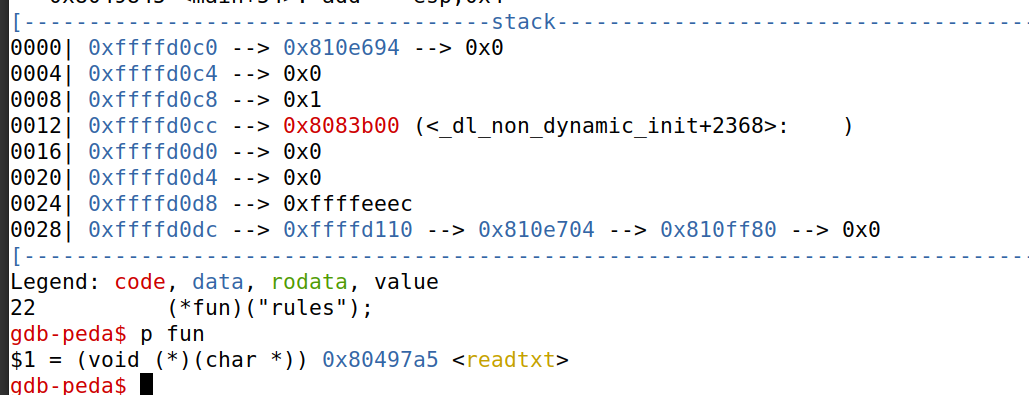 [------------------------------------stack------------------------------------
0000| 0xffffd0c0 --> 0x810e694 --> 0x0
0004| 0xffffd0c4 --> 0x0
0008| 0xffffd0c8 --> 0x1
0012| 0xffffd0cc --> 0x8083b00 (<_dl_non_dynamic_init+2368>:    )
0016| 0xffffd0d0 --> 0x0
0020| 0xffffd0d4 --> 0x0
0024| 0xffffd0d8 --> 0xffffeeec
0028| 0xffffd0dc --> 0xffffd110 --> 0x810e704 --> 0x810ff80 --> 0x0
[------------------------------------------------------------------------------
Legend: code, data, rodata, value
22          (*fun)("rules");
gdb-peda$ p fun
$1 = (void (*)(char *)) 0x80497a5 <readtxt>
gdb-peda$